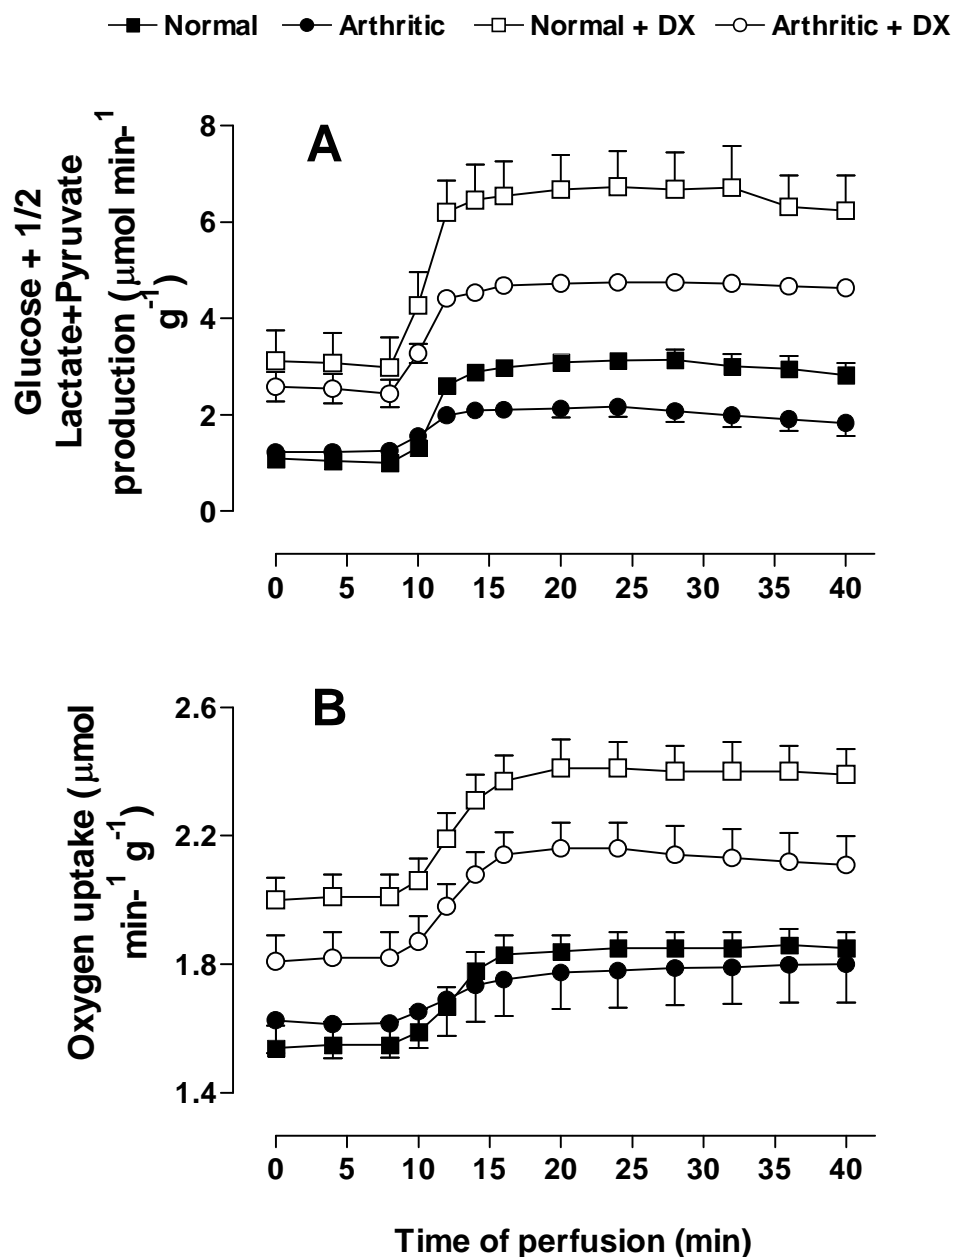 Normal Arthritic Normal + DX Arthritic + DX
A
Glucose + 1/2
Lactate+Pyruvate
production (μmol min-1
g-1)
8
6
4
2
0
0 5 10 15 20 25 30 35 40
B
Oxygen uptake (μmol
min-1 g-1)
2.6
2.2
1.8
1.4
0 5 10 15 20 25 30 35 40
Time of perfusion (min)